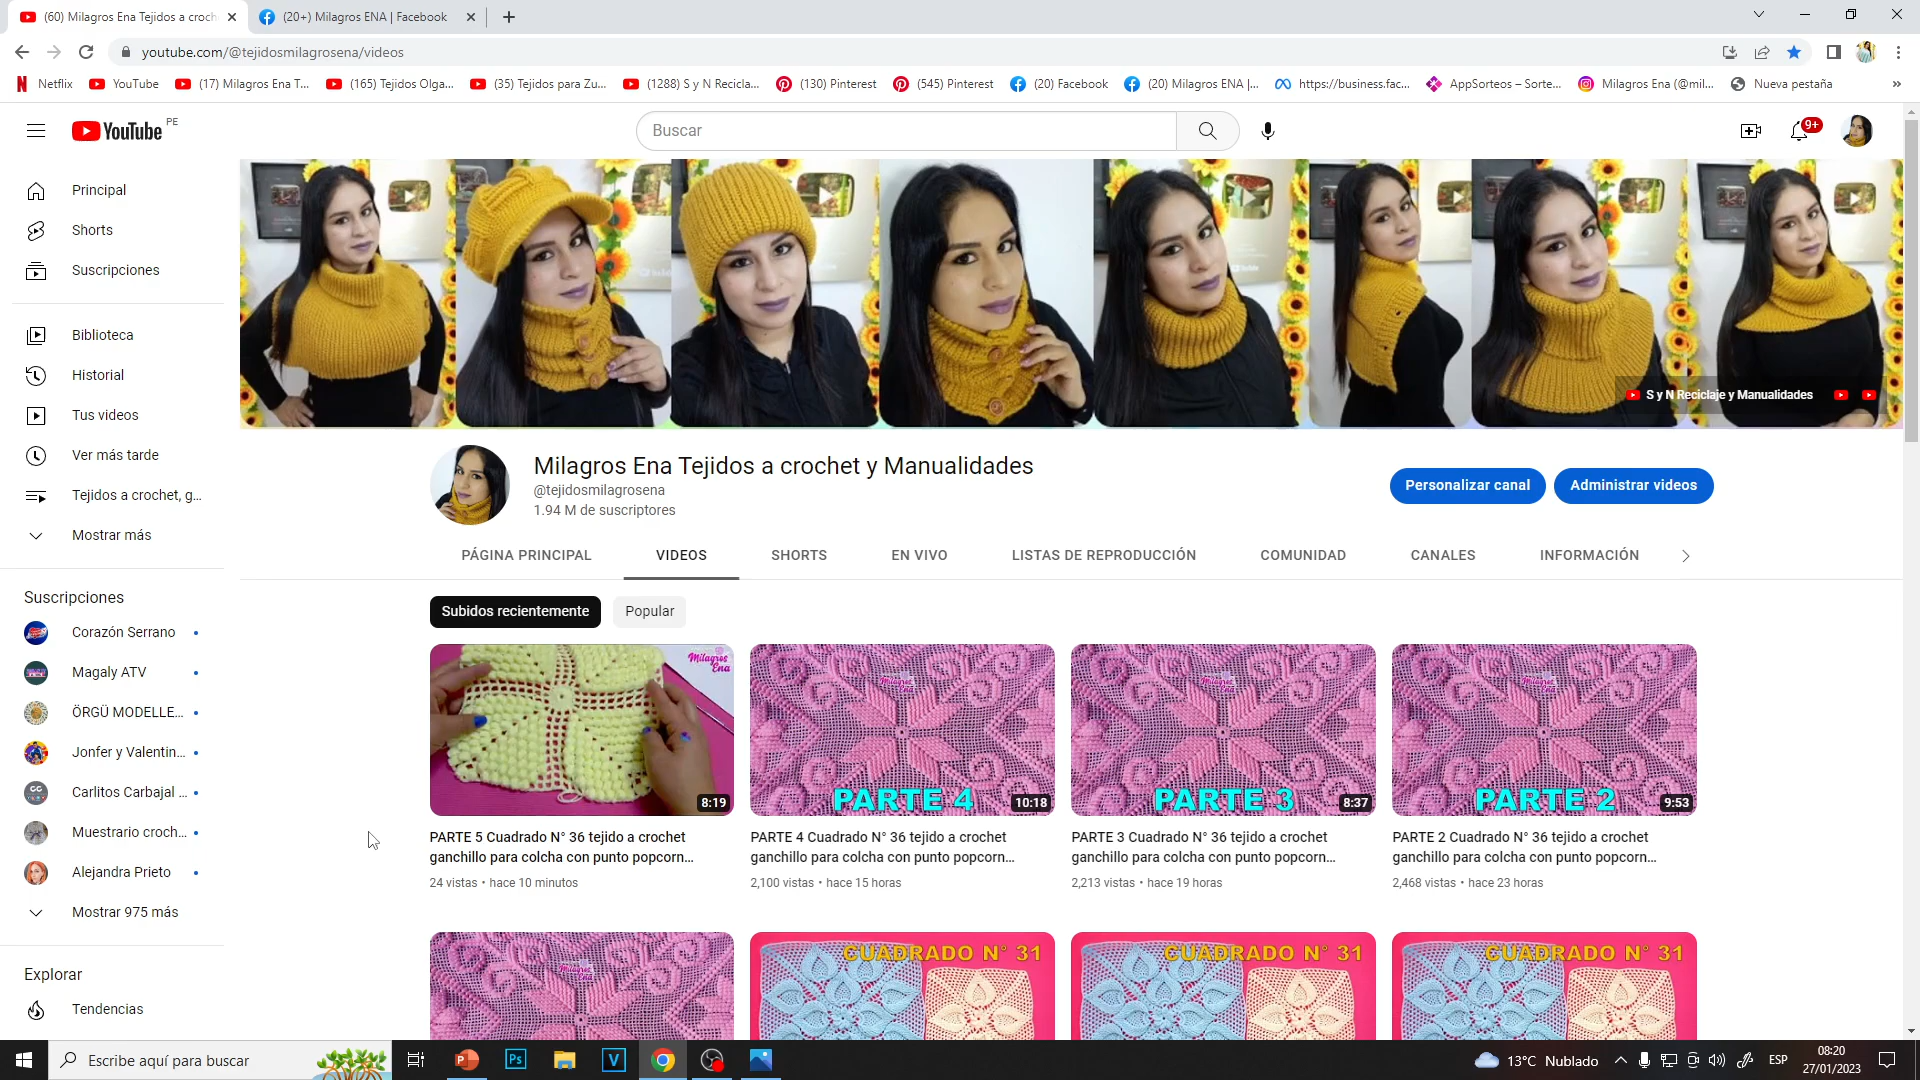 (60) Milagros Ena Tejidos a croch
(20+) Milagros ENA | Facebook
youtube.com/@tejidosmilagrosena/videos
Netflix
YouTube
(17) Milagros Ena T...
(165) Tejidos Olga...
(35) Tejidos para Zu...
(1288) S y N Recicla...
(130) Pinterest
(545) Pinterest
(20) Facebook
(20) Milagros ENA |...
https://business.fac...
AppSorteos – Sorte...
Milagros Ena (@mil...
Nueva pestaña
»
YouTube PE
Buscar
9+
Principal
Shorts
Suscripciones
Biblioteca
Historial
Tus videos
Ver más tarde
Tejidos a crochet, g...
Mostrar más
Suscripciones
Corazón Serrano
Magaly ATV
ÖRGÜ MODELLE...
Jonfer y Valentin...
Carlitos Carbajal ...
Muestrario croch...
Alejandra Prieto
Mostrar 975 más
Explorar
Tendencias
S y N Reciclaje y Manualidades
Milagros Ena Tejidos a crochet y Manualidades
@tejidosmilagrosena
1.94 M de suscriptores
Personalizar canal
Administrar videos
PÁGINA PRINCIPAL
VIDEOS
SHORTS
EN VIVO
LISTAS DE REPRODUCCIÓN
COMUNIDAD
CANALES
INFORMACIÓN
Subidos recientemente
Popular
Milagros
Ena
8:19
PARTE 5 Cuadrado N° 36 tejido a crochet
ganchillo para colcha con punto popcorn...
24 vistas • hace 10 minutos
Milagros
Ena
PARTE 4
10:18
PARTE 4 Cuadrado N° 36 tejido a crochet
ganchillo para colcha con punto popcorn...
2,100 vistas • hace 15 horas
Milagros
Ena
PARTE 3
8:37
PARTE 3 Cuadrado N° 36 tejido a crochet
ganchillo para colcha con punto popcorn...
2,213 vistas • hace 19 horas
Milagros
Ena
PARTE 2
9:53
PARTE 2 Cuadrado N° 36 tejido a crochet
ganchillo para colcha con punto popcorn...
2,468 vistas • hace 23 horas
Milagros
Ena
CUADRADO N° 31
CUADRADO N° 31
CUADRADO N° 31
Escribe aquí para buscar
13°C Nublado
ESP
08:20
27/01/2023